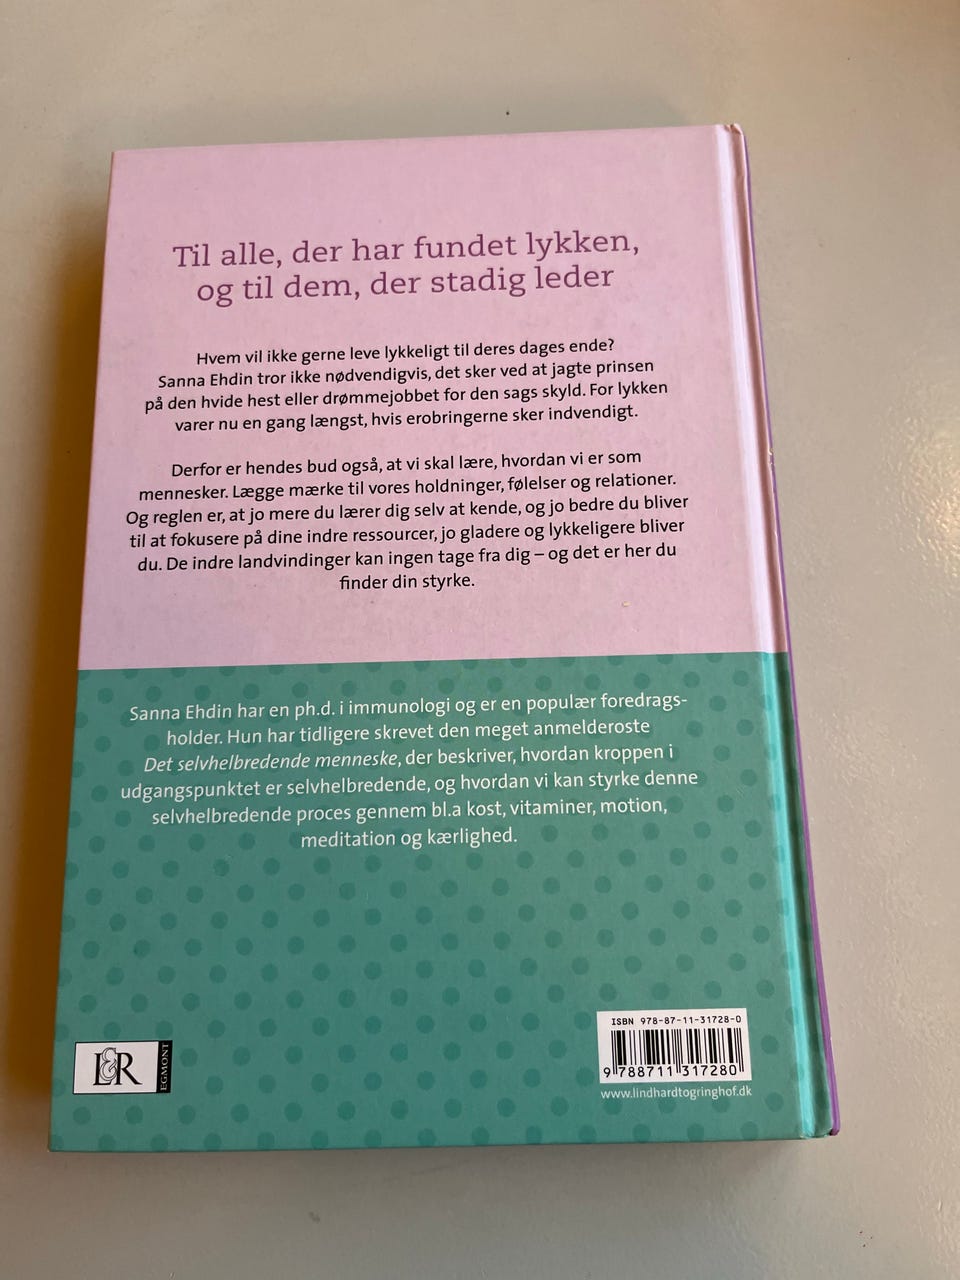 Til alle, der har fundet lykken,
og til dem, der stadig leder
Hvem vil ikke gerne leve lykkeligt til deres dages ende?
Sanna Ehdin tror ikke nødvendigvis, det sker ved at jagte prinsen
på den hvide hest eller drømmejobbet for den sags skyld. For lykken
varer nu en gang længst, hvis erobringerne sker indvendigt.
Derfor er hendes bud også, at vi skal lære, hvordan vi er som
mennesker. Lægge mærke til vores holdninger, følelser og relationer.
Og reglen er, at jo mere du lærer dig selv at kende, og jo bedre du bliver
til at fokusere på dine indre ressourcer, jo gladere og lykkeligere bliver
du. De indre landvindinger kan ingen tage fra dig – og det er her du
finder din styrke.
Sanna Ehdin har en ph.d. i immunologi og er en populær foredrags-
holder. Hun har tidligere skrevet den meget anmelderoste
Det selvhelbredende menneske, der beskriver, hvordan kroppen i
udgangspunktet er selvhelbredende, og hvordan vi kan styrke denne
selvhelbredende proces gennem bl.a kost, vitaminer, motion,
meditation og kærlighed.
L&R
EGMONT
ISBN 978-87-11-31728-0
9 788711 317280
www.lindhardtogringhof.dk